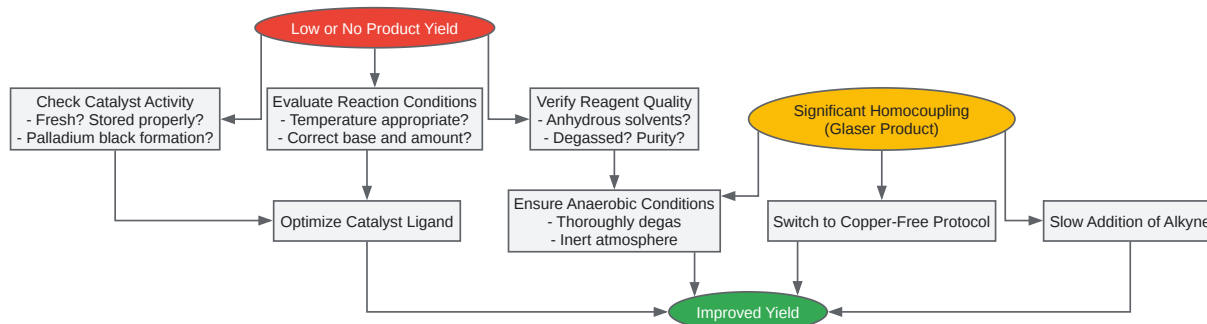 Low or No Product Yield
Check Catalyst Activity
- Fresh? Stored properly?
- Palladium black formation?
Evaluate Reaction Conditions
- Temperature appropriate?
- Correct base and amount?
Verify Reagent Quality
- Anhydrous solvents?
- Degassed? Purity?
Significant Homocoupling
(Glaser Product)
Optimize Catalyst Ligand
Ensure Anaerobic Conditions
- Thoroughly degas
- Inert atmosphere
Switch to Copper-Free Protocol
Slow Addition of Alkyne
Improved Yield